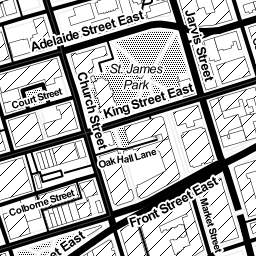 Adelaide Street East
Jarvis Street
St. James
Park
Court Street
Church Street
King Street East
Oak Hall Lane
Colborne Street
Front Street East
Market Street
et East